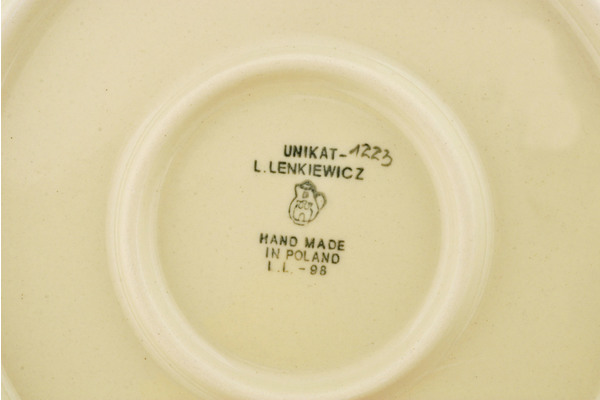 UNIKAT-1223
L.LENKIEWICZ
HAND MADE
IN POLAND
L.L.-98